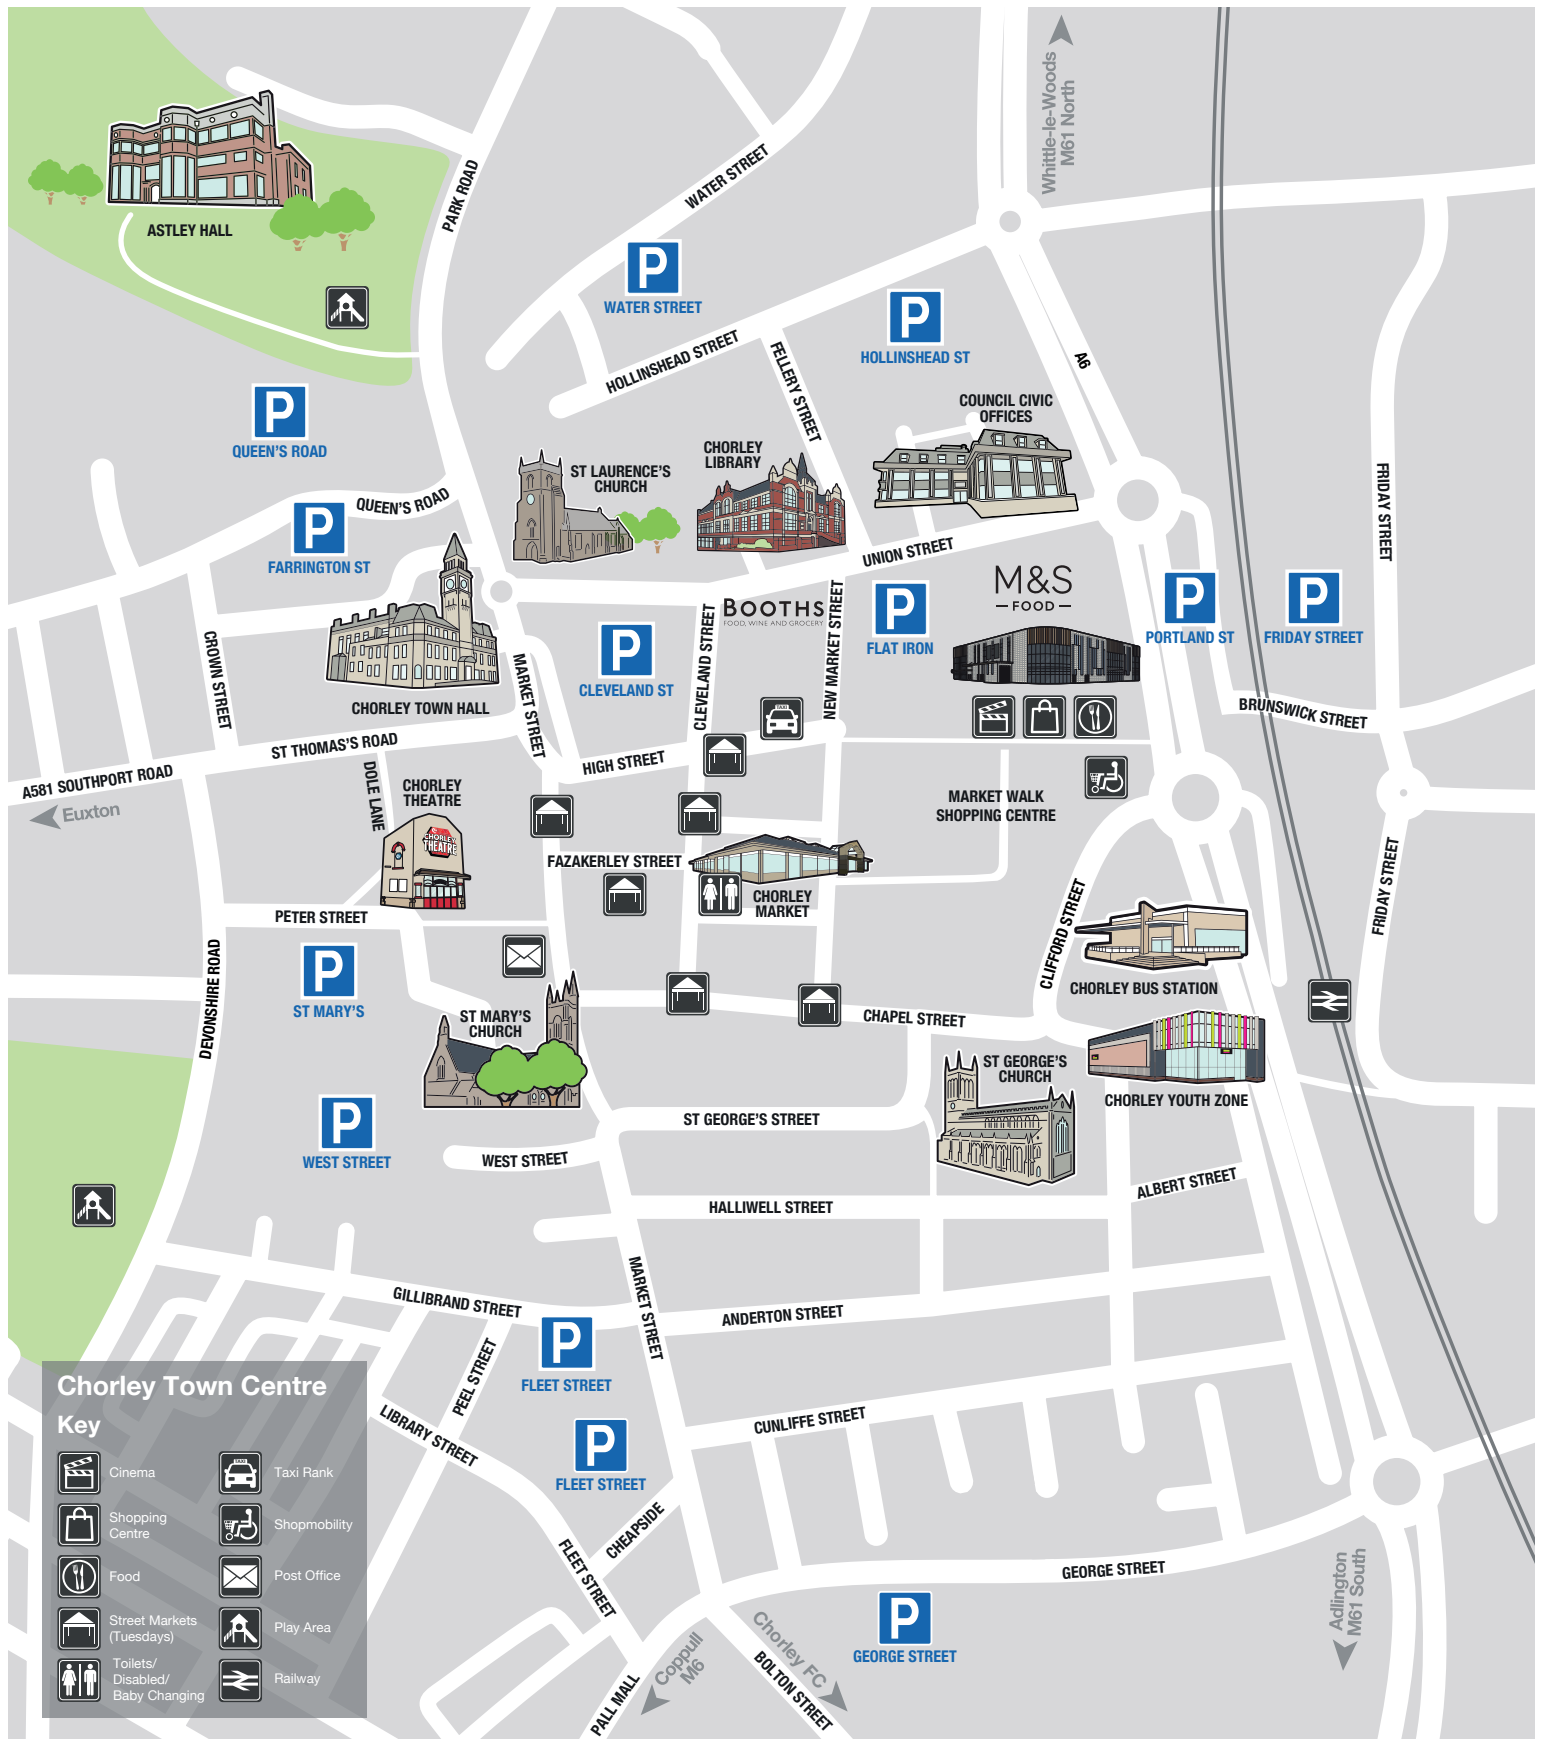 Whittle-le-Woods
M61 North
ASTLEY HALL
PARK ROAD
WATER STREET
P
WATER STREET
P
HOLLINSHEAD ST
HOLLINSHEAD STREET
FELLERY STREET
A6
P
QUEEN'S ROAD
COUNCIL CIVIC
OFFICES
CHORLEY
LIBRARY
ST LAURENCE'S
CHURCH
QUEEN'S ROAD
P
FARRINGTON ST
UNION STREET
FRIDAY STREET
M&S
—FOOD—
BOOTHS
FOOD, WINE AND GROCERY
P
FLAT IRON
P
PORTLAND ST
P
FRIDAY STREET
P
CLEVELAND ST
CLEVELAND STREET
NEW MARKET STREET
CROWN STREET
CHORLEY TOWN HALL
MARKET STREET
BRUNSWICK STREET
TAXI
ST THOMAS'S ROAD
HIGH STREET
A581 SOUTHPORT ROAD
Euxton
DOLE LANE
CHORLEY
THEATRE
CHORLEY
THEATRE
MARKET WALK
SHOPPING CENTRE
FAZAKERLEY STREET
CHORLEY
MARKET
PETER STREET
CLIFFORD STREET
FRIDAY STREET
DEVONSHIRE ROAD
P
ST MARY'S
CHORLEY BUS STATION
ST MARY'S
CHURCH
CHAPEL STREET
ST GEORGE'S
CHURCH
CHORLEY YOUTH ZONE
P
WEST STREET
ST GEORGE'S STREET
WEST STREET
HALLIWELL STREET
ALBERT STREET
MARKET STREET
GILLIBRAND STREET
ANDERTON STREET
P
FLEET STREET
PEEL STREET
LIBRARY STREET
CUNLIFFE STREET
P
FLEET STREET
CHEAPSIDE
FLEET STREET
GEORGE STREET
P
GEORGE STREET
Adlington
M61 South
Coppull
M6
Chorley FC
BOLTON STREET
PALL MALL
Chorley Town Centre
Key
Cinema
TAXI
Taxi Rank
Shopping
Centre
Shopmobility
Food
Post Office
Street Markets
(Tuesdays)
Play Area
Toilets/
Disabled/
Baby Changing
Railway